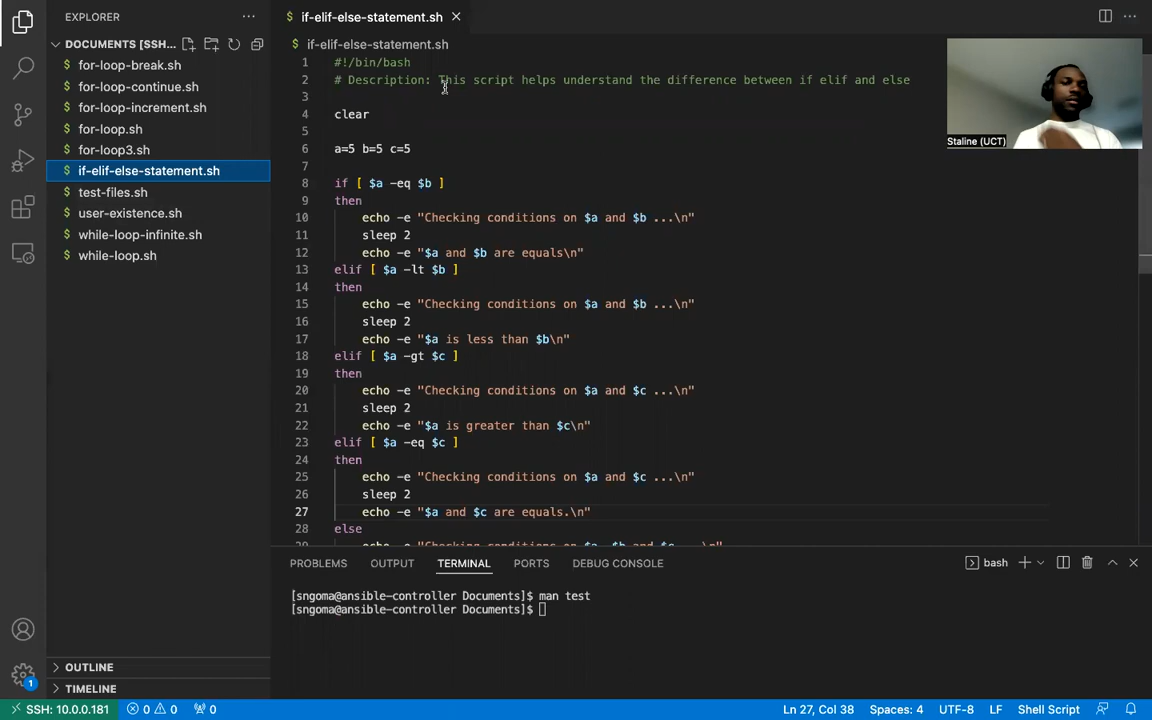 EXPLORER
DOCUMENTS [SSH...
for-loop-break.sh
for-loop-continue.sh
for-loop-increment.sh
for-loop.sh
for-loop3.sh
if-elif-else-statement.sh
test-files.sh
user-existence.sh
while-loop-infinite.sh
while-loop.sh
OUTLINE
TIMELINE
$ if-elif-else-statement.sh
$ if-elif-else-statement.sh
1 #!/bin/bash
2 # Description: This script helps understand the difference between if elif and else
3
4 clear
5
6 a=5 b=5 c=5
7
8 if [ $a -eq $b ]
9 then
10 echo -e "Checking conditions on $a and $b ...\n"
11 sleep 2
12 echo -e "$a and $b are equals\n"
13 elif [ $a -lt $b ]
14 then
15 echo -e "Checking conditions on $a and $b ...\n"
16 sleep 2
17 echo -e "$a is less than $b\n"
18 elif [ $a -gt $c ]
19 then
20 echo -e "Checking conditions on $a and $c ...\n"
21 sleep 2
22 echo -e "$a is greater than $c\n"
23 elif [ $a -eq $c ]
24 then
25 echo -e "Checking conditions on $a and $c ...\n"
26 sleep 2
27 echo -e "$a and $c are equals.\n"
28 else
Staline (UCT)
PROBLEMS OUTPUT TERMINAL PORTS DEBUG CONSOLE bash
[sngoma@ansible-controller Documents]$ man test
[sngoma@ansible-controller Documents]$
1
SSH: 10.0.0.181 0 0 0 Ln 27, Col 38 Spaces: 4 UTF-8 LF Shell Script